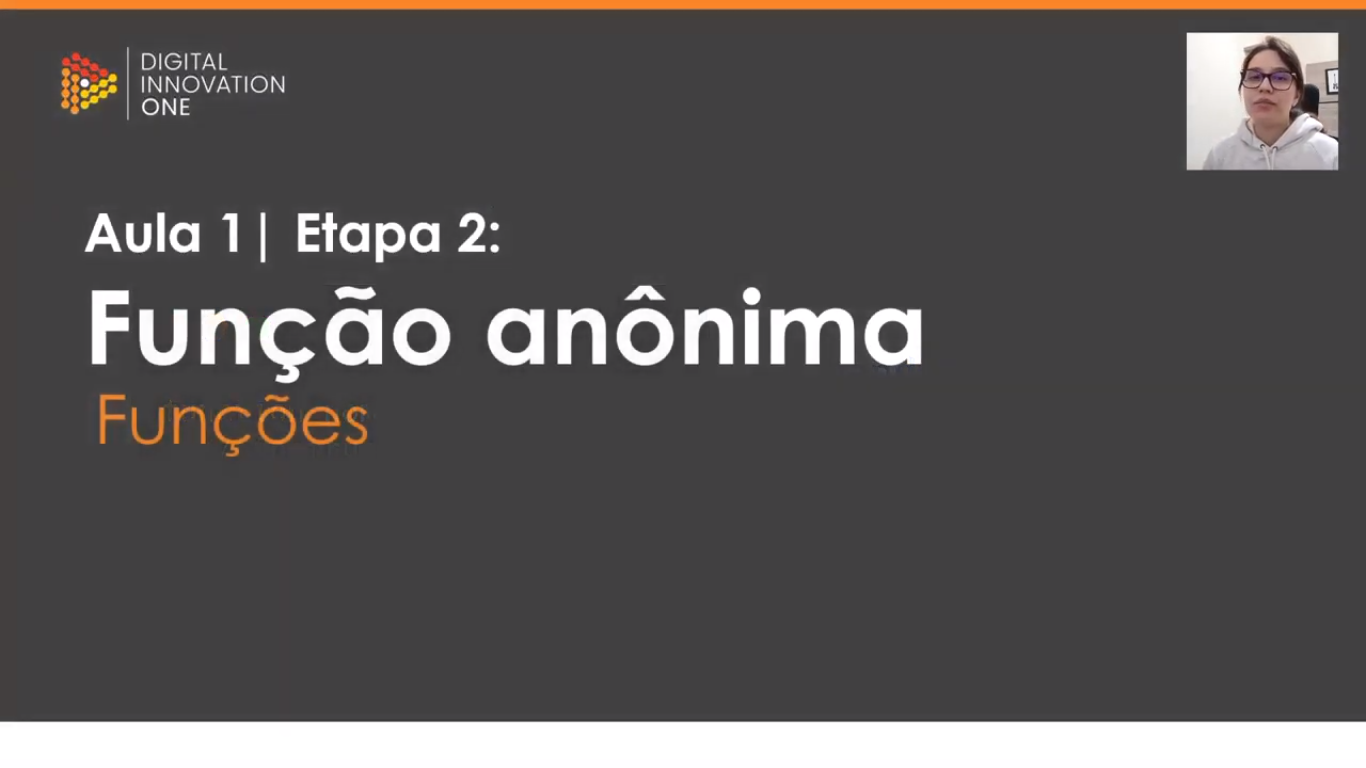 DIGITAL
INNOVATION
ONE
Aula 1| Etapa 2:
Função anônima
Funções